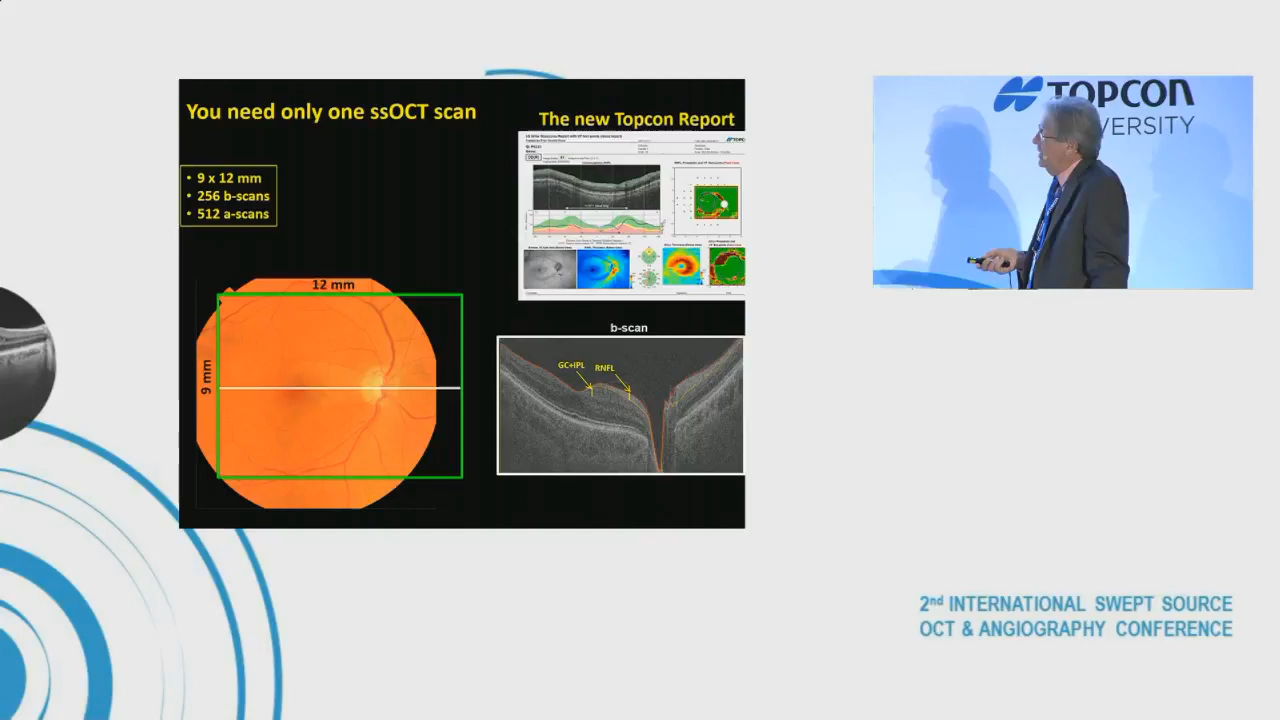 You need only one ssOCT scan
The new Topcon Report
• 9 x 12 mm
• 256 b-scans
• 512 a-scans
12 mm
9 mm
b-scan
GC+IPL
RNFL
TOPCON
VERSITY
2nd INTERNATIONAL SWEPT SOURCE
OCT & ANGIOGRAPHY CONFERENCE